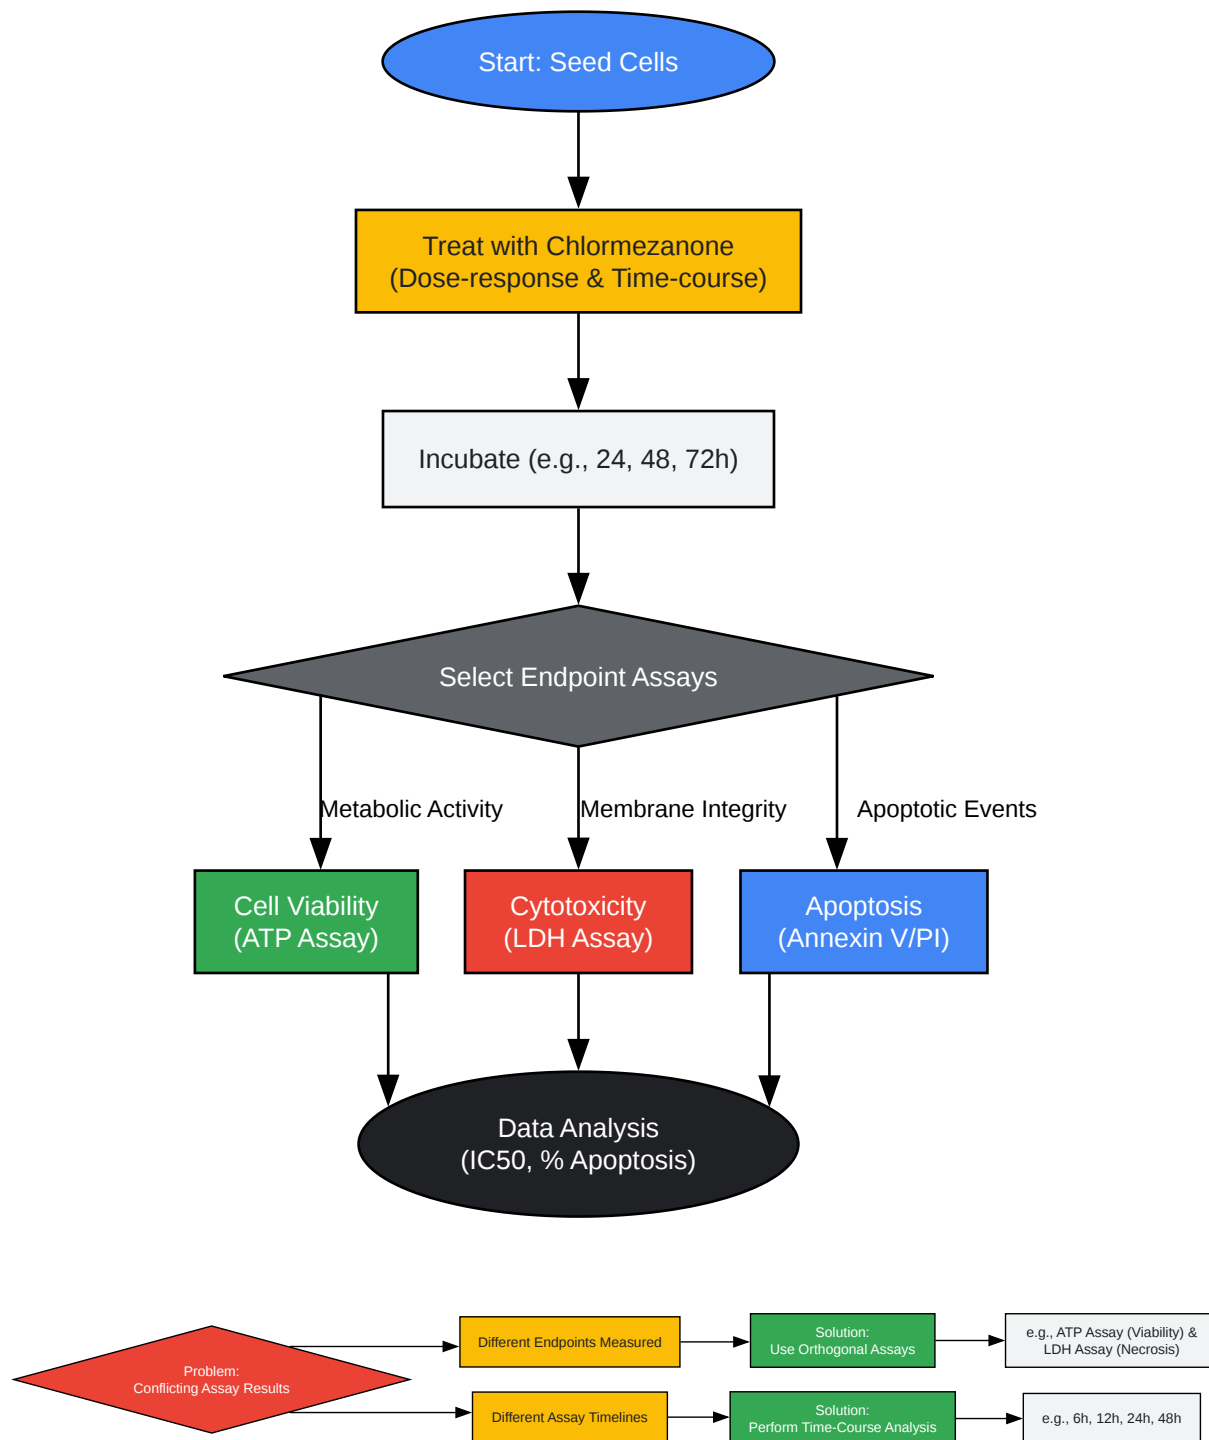 Start: Seed Cells
Treat with Chlormezanone
(Dose-response & Time-course)
Incubate (e.g., 24, 48, 72h)
Select Endpoint Assays
Metabolic Activity
Membrane Integrity
Apoptotic Events
Cell Viability
(ATP Assay)
Cytotoxicity
(LDH Assay)
Apoptosis
(Annexin V/PI)
Data Analysis
(IC50, % Apoptosis)
Problem:
Conflicting Assay Results
Different Endpoints Measured
Solution:
Use Orthogonal Assays
e.g., ATP Assay (Viability) &
LDH Assay (Necrosis)
Different Assay Timelines
Solution:
Perform Time-Course Analysis
e.g., 6h, 12h, 24h, 48h